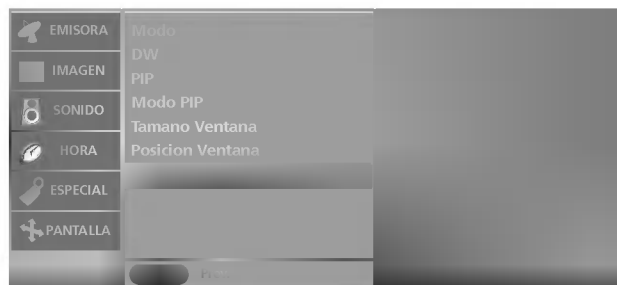 EMISORA
IMAGEN
SONIDO
HORA
ESPECIAL
PANTALLA
Modo
DW
PIP
Modo PIP
Tamano Ventana
Posicion Ventana